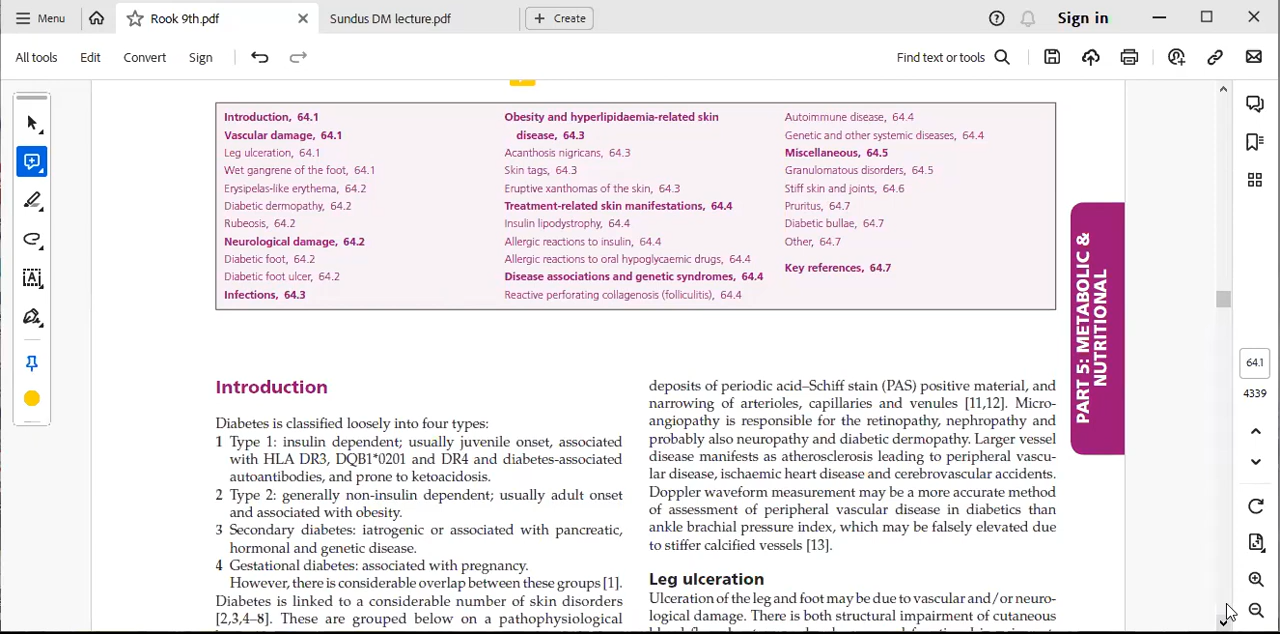 Menu
Rook 9th.pdf
Sundus DM lecture.pdf
Create
Sign in
All tools
Edit
Convert
Sign
Find text or tools
Introduction, 64.1
Vascular damage, 64.1
Leg ulceration, 64.1
Wet gangrene of the foot, 64.1
Erysipelas-like erythema, 64.2
Diabetic dermopathy, 64.2
Rubeosis, 64.2
Neurological damage, 64.2
Diabetic foot, 64.2
Diabetic foot ulcer, 64.2
Infections, 64.3
Obesity and hyperlipidaemia-related skin
disease, 64.3
Acanthosis nigricans, 64.3
Skin tags, 64.3
Eruptive xanthomas of the skin, 64.3
Treatment-related skin manifestations, 64.4
Insulin lipodystrophy, 64.4
Allergic reactions to insulin, 64.4
Allergic reactions to oral hypoglycaemic drugs, 64.4
Disease associations and genetic syndromes, 64.4
Reactive perforating collagenosis (folliculitis), 64.4
Autoimmune disease, 64.4
Genetic and other systemic diseases, 64.4
Miscellaneous, 64.5
Granulomatous disorders, 64.5
Stiff skin and joints, 64.6
Pruritus, 64.7
Diabetic bullae, 64.7
Other, 64.7
Key references, 64.7
PART 5: METABOLIC &
NUTRITIONAL
Introduction
Diabetes is classified loosely into four types:
1 Type 1: insulin dependent; usually juvenile onset, associated
with HLA DR3, DQB1*0201 and DR4 and diabetes-associated
autoantibodies, and prone to ketoacidosis.
2 Type 2: generally non-insulin dependent; usually adult onset
and associated with obesity.
3 Secondary diabetes: iatrogenic or associated with pancreatic,
hormonal and genetic disease.
4 Gestational diabetes: associated with pregnancy.
However, there is considerable overlap between these groups [1].
Diabetes is linked to a considerable number of skin disorders
[2,3,4–8]. These are grouped below on a pathophysiological
deposits of periodic acid–Schiff stain (PAS) positive material, and
narrowing of arterioles, capillaries and venules [11,12]. Micro-
angiopathy is responsible for the retinopathy, nephropathy and
probably also neuropathy and diabetic dermopathy. Larger vessel
disease manifests as atherosclerosis leading to peripheral vascu-
lar disease, ischaemic heart disease and cerebrovascular accidents.
Doppler waveform measurement may be a more accurate method
of assessment of peripheral vascular disease in diabetics than
ankle brachial pressure index, which may be falsely elevated due
to stiffer calcified vessels [13].
Leg ulceration
Ulceration of the leg and foot may be due to vascular and/or neuro-
logical damage. There is both structural impairment of cutaneous
64.1
4339